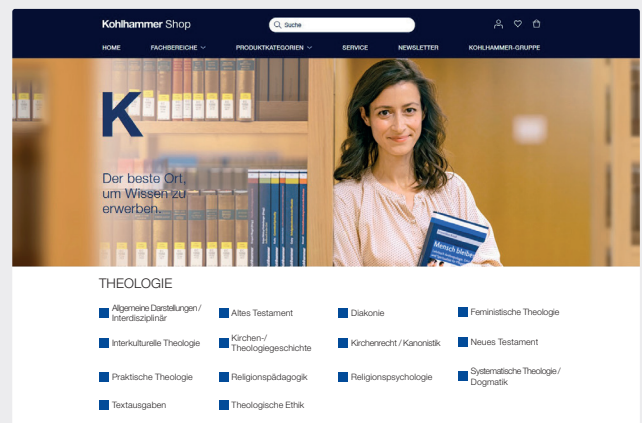 Kohlhammer Shop
Suche
HOME
FACHBEREICHE
PRODUKTKATEGORIEN
SERVICE
NEWSLETTER
KOHLHAMMER-GRUPPE
K
Der beste Ort,
um Wissen zu
erwerben.
Mensch bleiben
THEOLOGIE
Allgemeine Darstellungen /
Interdisziplinär
Altes Testament
Diakonie
Feministische Theologie
Interkulturelle Theologie
Kirchen-/
Theologiegeschichte
Kirchenrecht / Kanonistik
Neues Testament
Praktische Theologie
Religionspädagogik
Religionspsychologie
Systematische Theologie /
Dogmatik
Textausgaben
Theologische Ethik